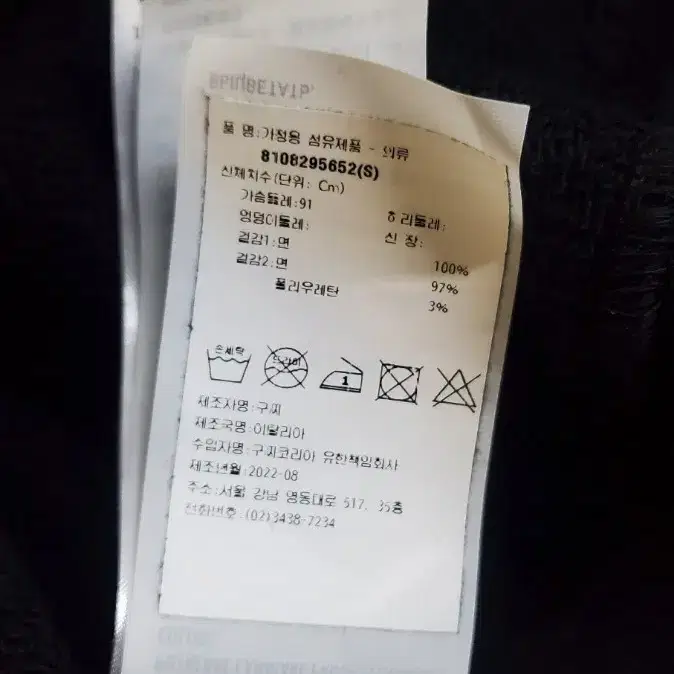 품 명:가정용 섬유제품 - 의류
8108295652(S)
신체치수(단위: Cm)
가슴둘레:91
허리둘레:
엉덩이둘레:
신 장:
겉감1:면 100%
겉감2:면 97%
폴리우레탄 3%
손세탁
드라이
1
제조자명:구찌
제조국명:이탈리아
수입자명:구찌코리아 유한책임회사
제조년월:2022-08
주소:서울 강남 영동대로 517, 35층
전화번호 (02)3438-7234